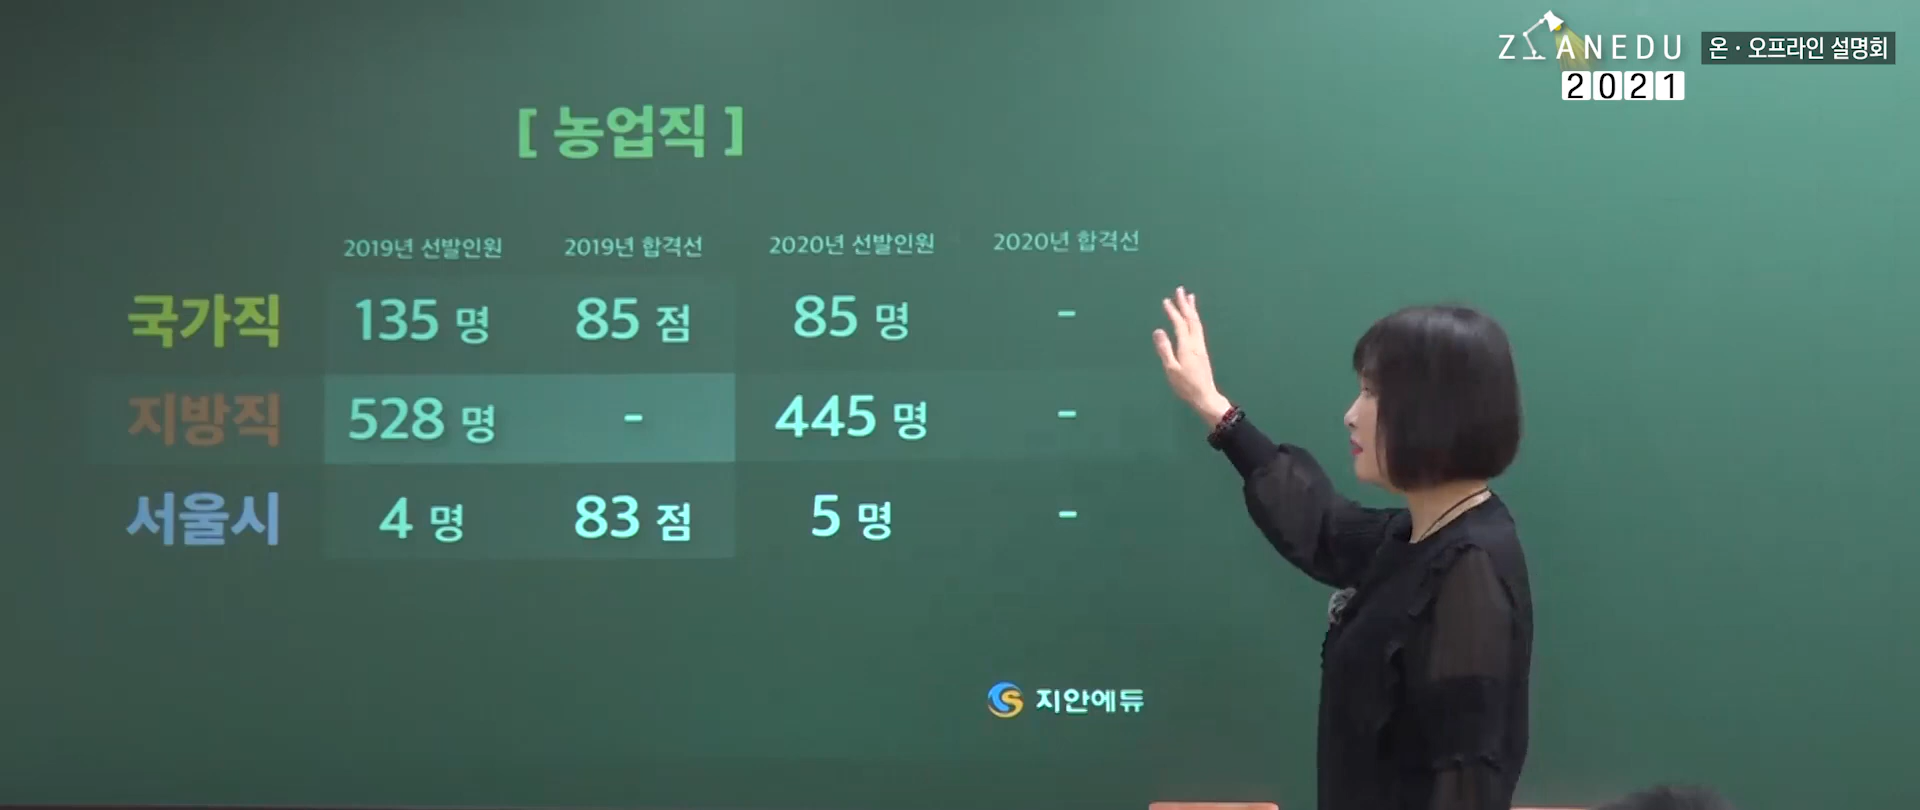 ZIANEDU 온·오프라인 설명회
2021
[ 농업직 ]
2019년 선발인원 2019년 합격선 2020년 선발인원 2020년 합격선
국가직 135 명 85 점 85 명 -
지방직 528 명 - 445 명 -
서울시 4 명 83 점 5 명 -
지안에듀